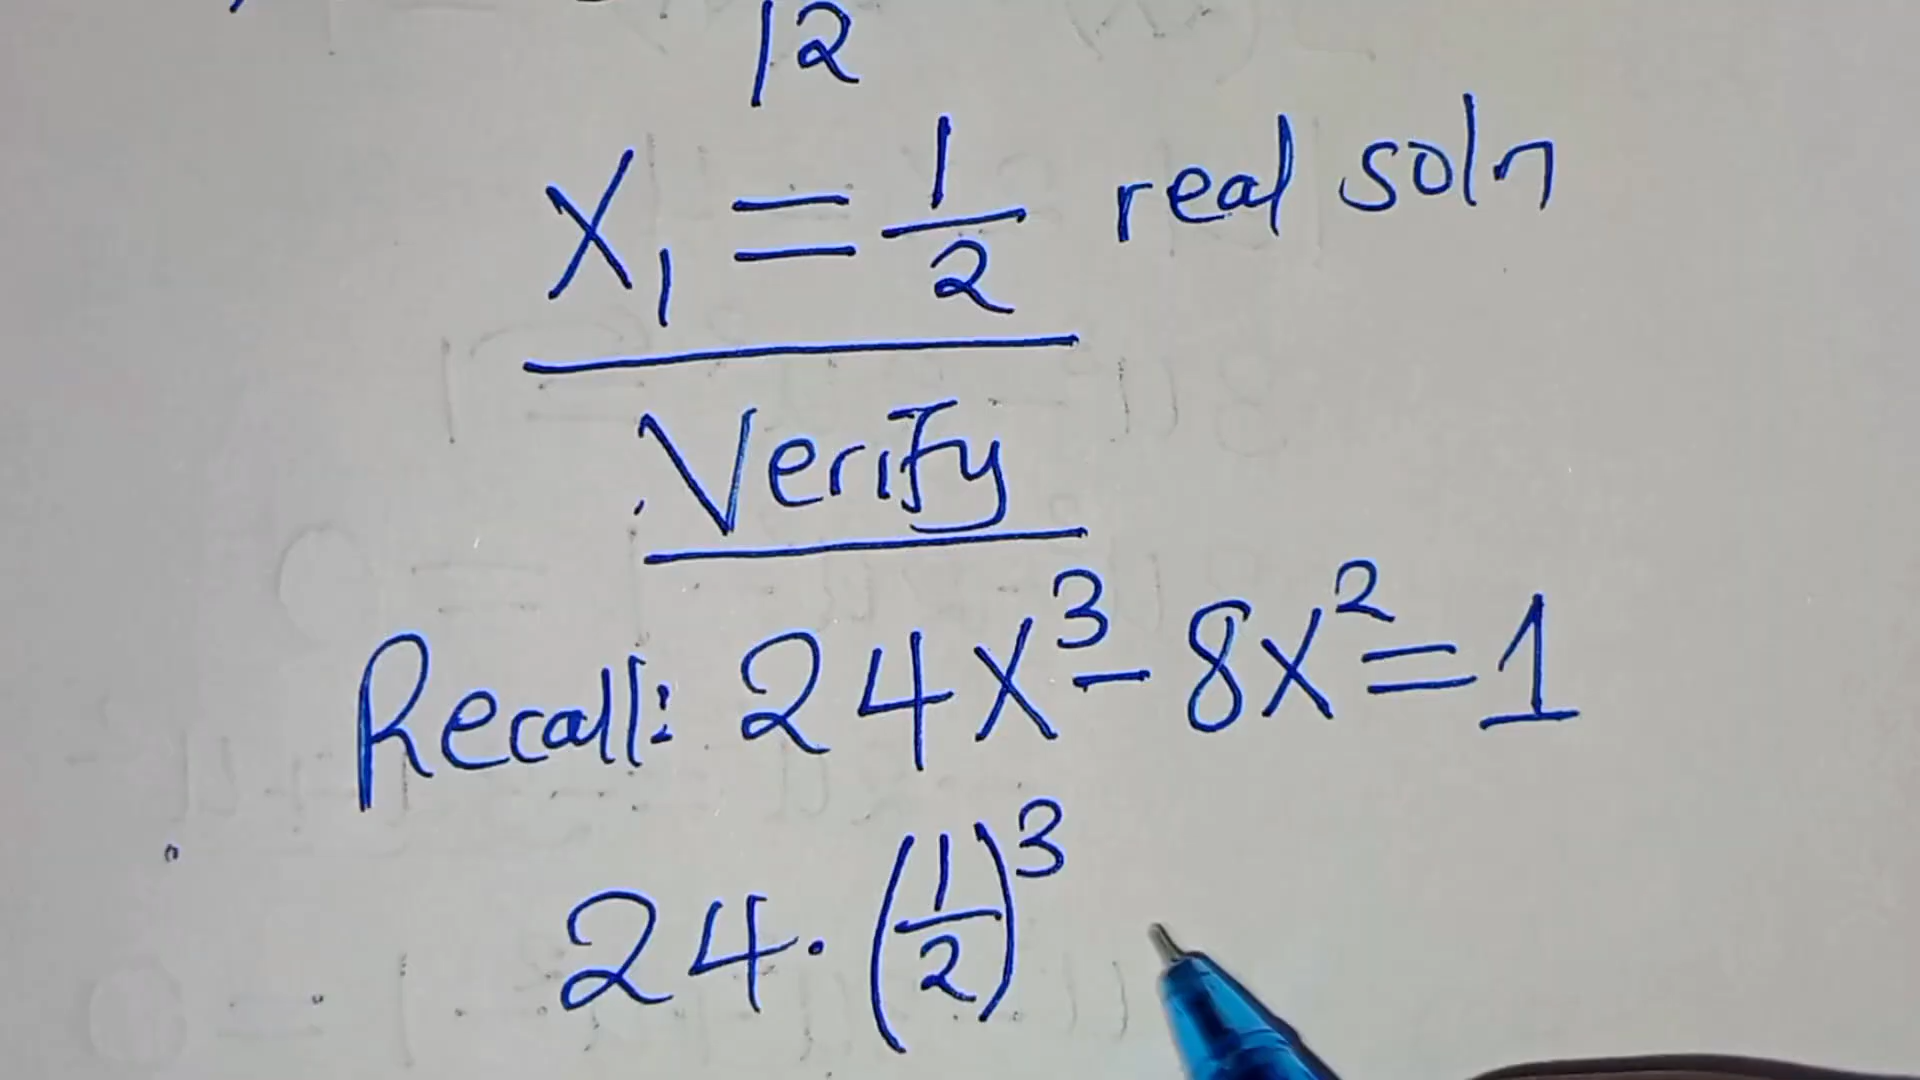 12
X₁ = 1/2 real soln
Verify
Recall: 24x³ - 8x² = 1
24 · (1/2)³